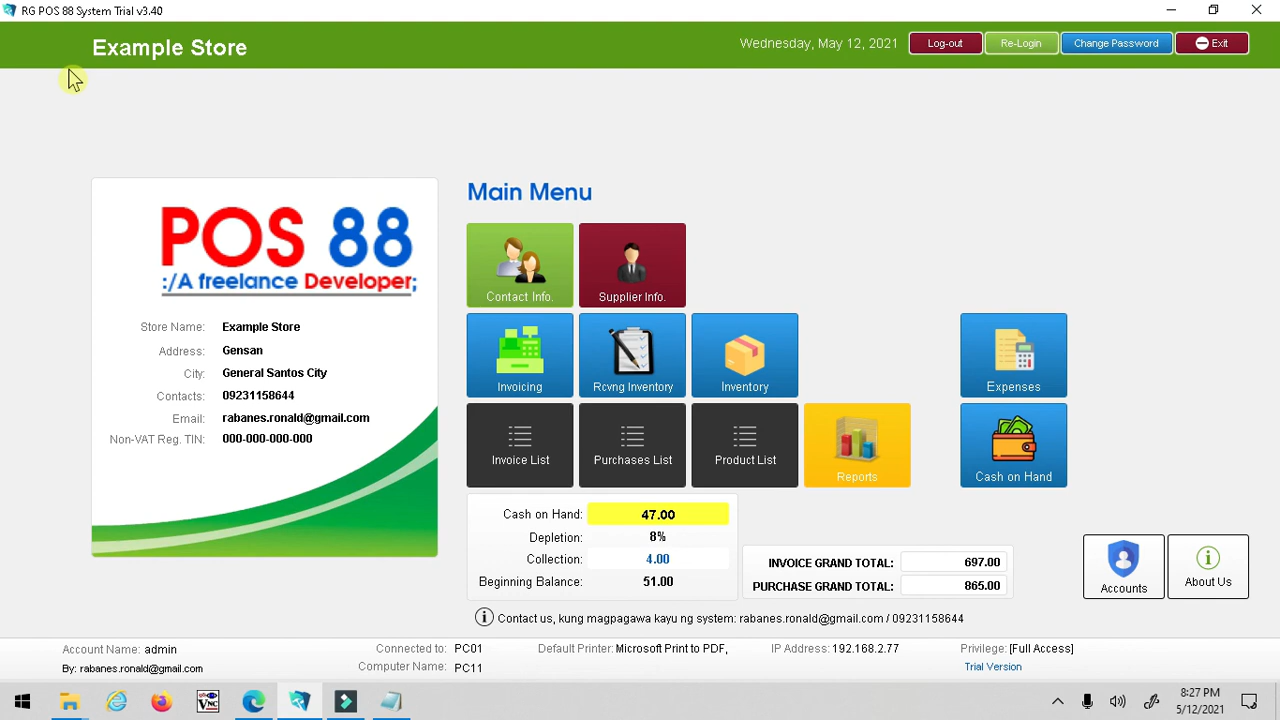 RG POS 88 System Trial v3.40
Example Store
Wednesday, May 12, 2021
Log-out
Re-Login
Change Password
Exit
POS 88
:/A freelance Developer;
Store Name: Example Store
Address: Gensan
City: General Santos City
Contacts: 09231158644
Email: rabanes.ronald@gmail.com
Non-VAT Reg. TIN: 000-000-000-000
Main Menu
Contact Info.
Supplier Info.
Invoicing
Rcvng Inventory
Inventory
Expenses
Invoice List
Purchases List
Product List
Reports
Cash on Hand
Cash on Hand: 47.00
Depletion: 8%
Collection: 4.00
Beginning Balance: 51.00
INVOICE GRAND TOTAL: 697.00
PURCHASE GRAND TOTAL: 865.00
Accounts
About Us
Contact us, kung magpagawa kayu ng system: rabanes.ronald@gmail.com / 09231158644
Account Name: admin
By: rabanes.ronald@gmail.com
Connected to: PC01
Computer Name: PC11
Default Printer: Microsoft Print to PDF,
IP Address: 192.168.2.77
Privilege: [Full Access]
Trial Version
VNC
8:27 PM
5/12/2021